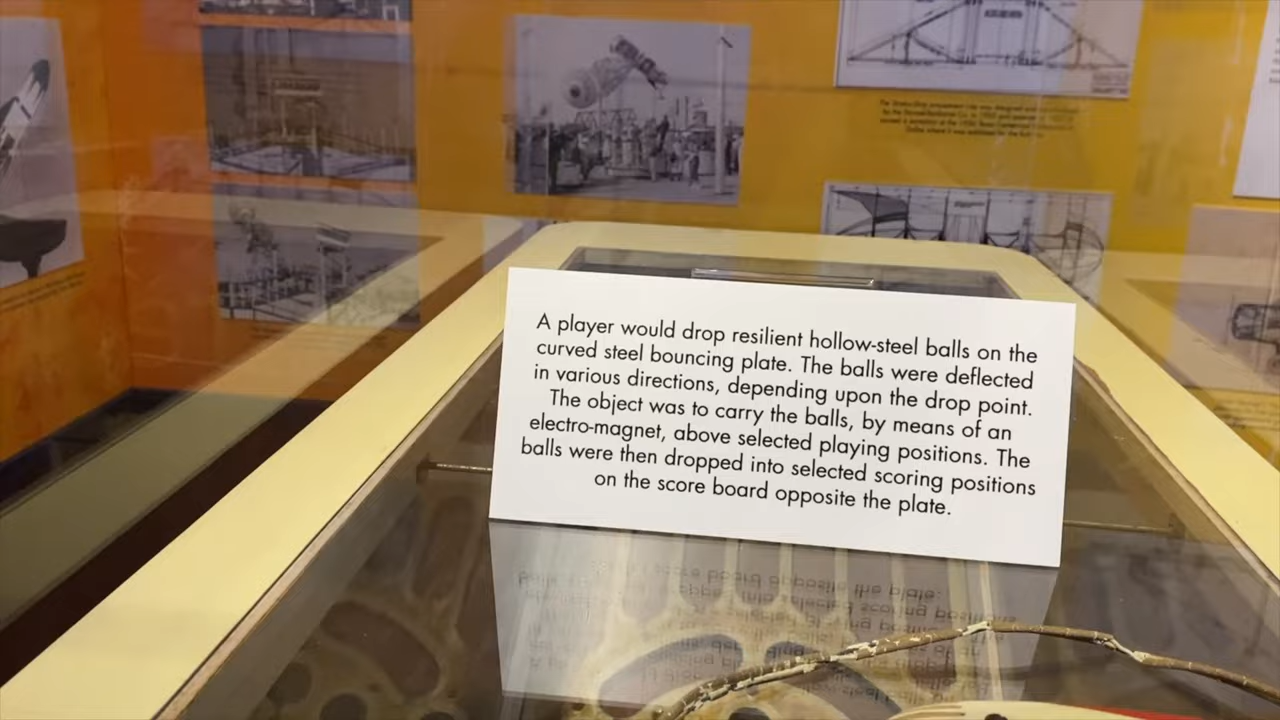 A player would drop resilient hollow-steel balls on the
curved steel bouncing plate. The balls were deflected
in various directions, depending upon the drop point.
The object was to carry the balls, by means of an
electro-magnet, above selected playing positions. The
balls were then dropped into selected scoring positions
on the score board opposite the plate.